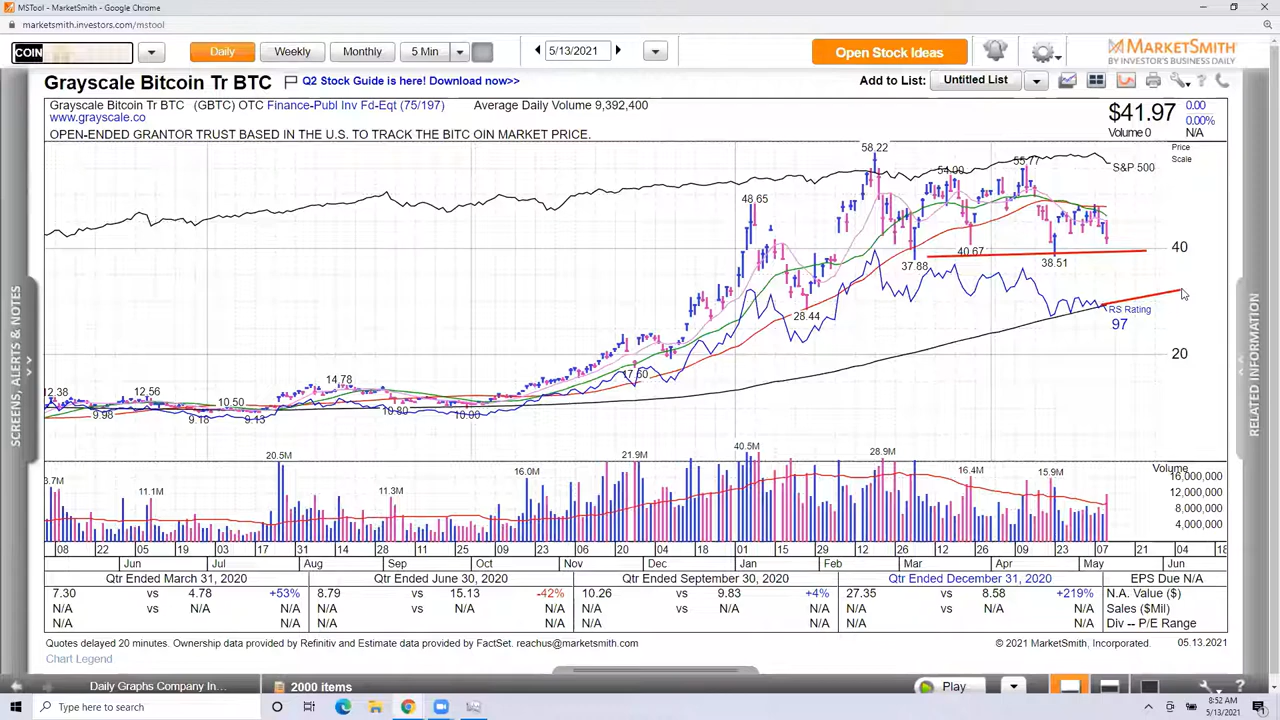 MSTool - MarketSmith - Google Chrome
marketsmith.investors.com/mstool
COIN
Daily
Weekly
Monthly
5 Min
5/13/2021
Open Stock Ideas
MARKETSMITH
BY INVESTOR'S BUSINESS DAILY
Grayscale Bitcoin Tr BTC
Q2 Stock Guide is here! Download now>>
Add to List:
Untitled List
Grayscale Bitcoin Tr BTC (GBTC) OTC Finance-Publ Inv Fd-Eqt (75/197) Average Daily Volume 9,392,400
www.grayscale.co
OPEN-ENDED GRANTOR TRUST BASED IN THE U.S. TO TRACK THE BITC OIN MARKET PRICE.
$41.97 0.00
0.00%
Volume 0 N/A
Price
Scale
58.22
S&P 500
55.77
54.00
48.65
40
40.67
37.88
38.51
28.44
RS Rating
97
20
17.60
14.78
12.38
12.56
10.50
9.98
9.18
9.13
10.80
10.00
3.7M
11.1M
20.5M
11.3M
16.0M
21.9M
40.5M
28.9M
16.4M
15.9M
Volume
16,000,000
12,000,000
8,000,000
4,000,000
08 22 05 19 03 17 31 14 28 11 25 09 23 06 20 04 18 01 15 29 12 26 12 26 09 23 07 21 04 18
Jun Jul Aug Sep Oct Nov Dec Jan Feb Mar Apr May Jun
Qtr Ended March 31, 2020 Qtr Ended June 30, 2020 Qtr Ended September 30, 2020 Qtr Ended December 31, 2020 EPS Due N/A
7.30 vs 4.78 +53% 8.79 vs 15.13 -42% 10.26 vs 9.83 +4% 27.35 vs 8.58 +219% N.A. Value ($)
N/A vs N/A N/A N/A vs N/A N/A N/A vs N/A N/A N/A vs N/A N/A Sales ($Mil)
N/A vs N/A N/A N/A vs N/A N/A N/A vs N/A N/A N/A vs N/A N/A Div -- P/E Range
Quotes delayed 20 minutes. Ownership data provided by Refinitiv and Estimate data provided by FactSet. reachus@marketsmith.com
© 2021 MarketSmith, Incorporated. 05.13.2021
Chart Legend
SCREENS, ALERTS & NOTES
RELATED INFORMATION
Daily Graphs Company In...
2000 items
Play
Type here to search
8:52 AM
5/13/2021